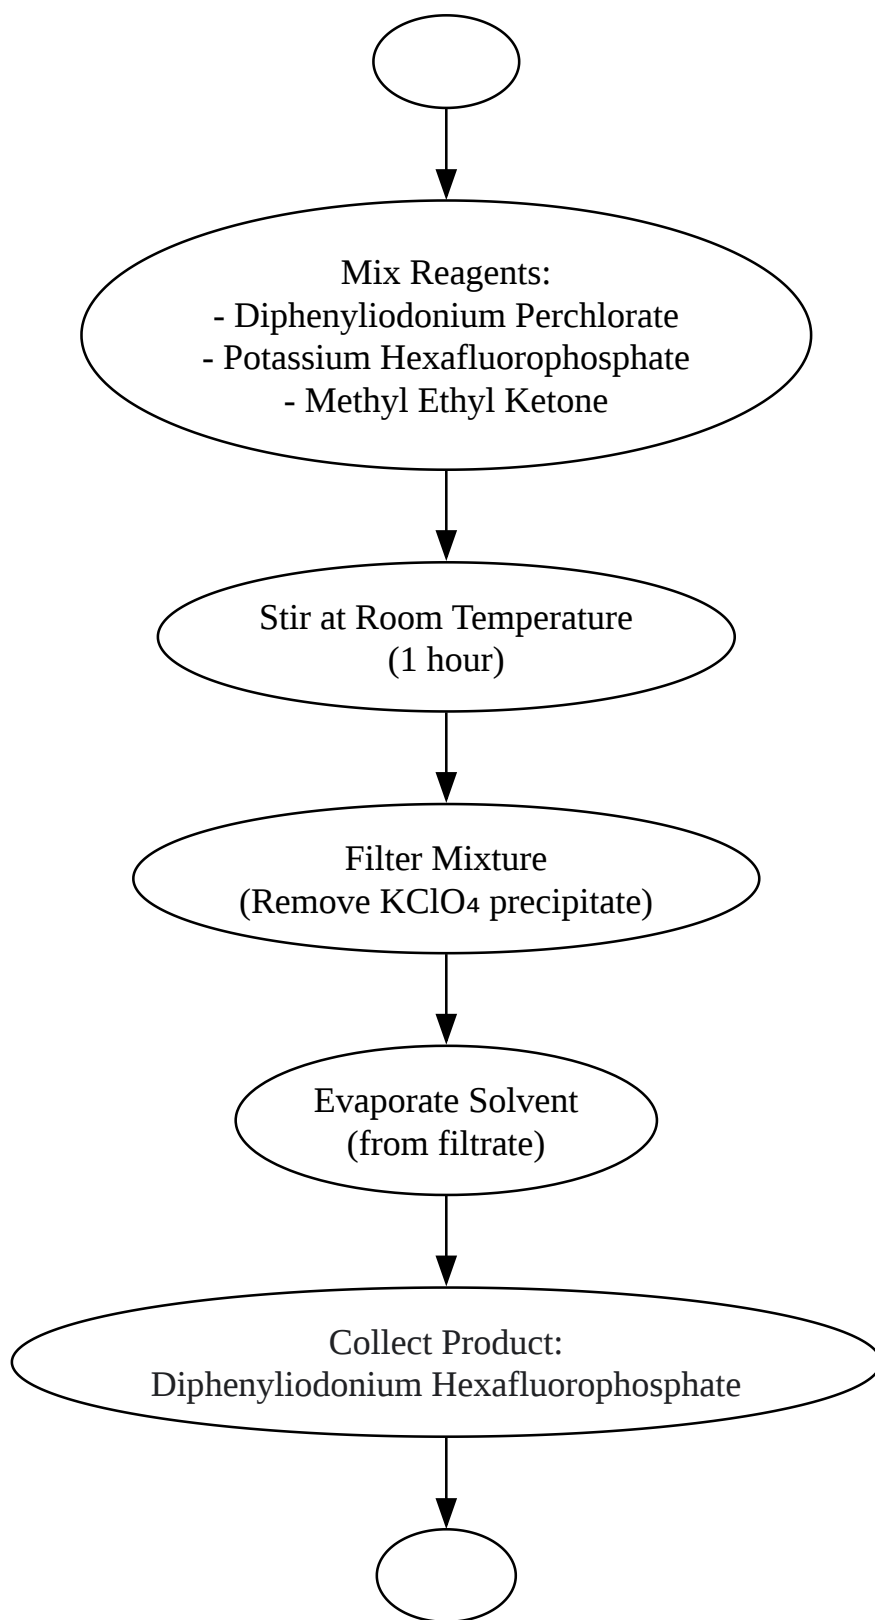 Mix Reagents:
- Diphenyliodonium Perchlorate
- Potassium Hexafluorophosphate
- Methyl Ethyl Ketone
Stir at Room Temperature
(1 hour)
Filter Mixture
(Remove KClO₄ precipitate)
Evaporate Solvent
(from filtrate)
Collect Product:
Diphenyliodonium Hexafluorophosphate